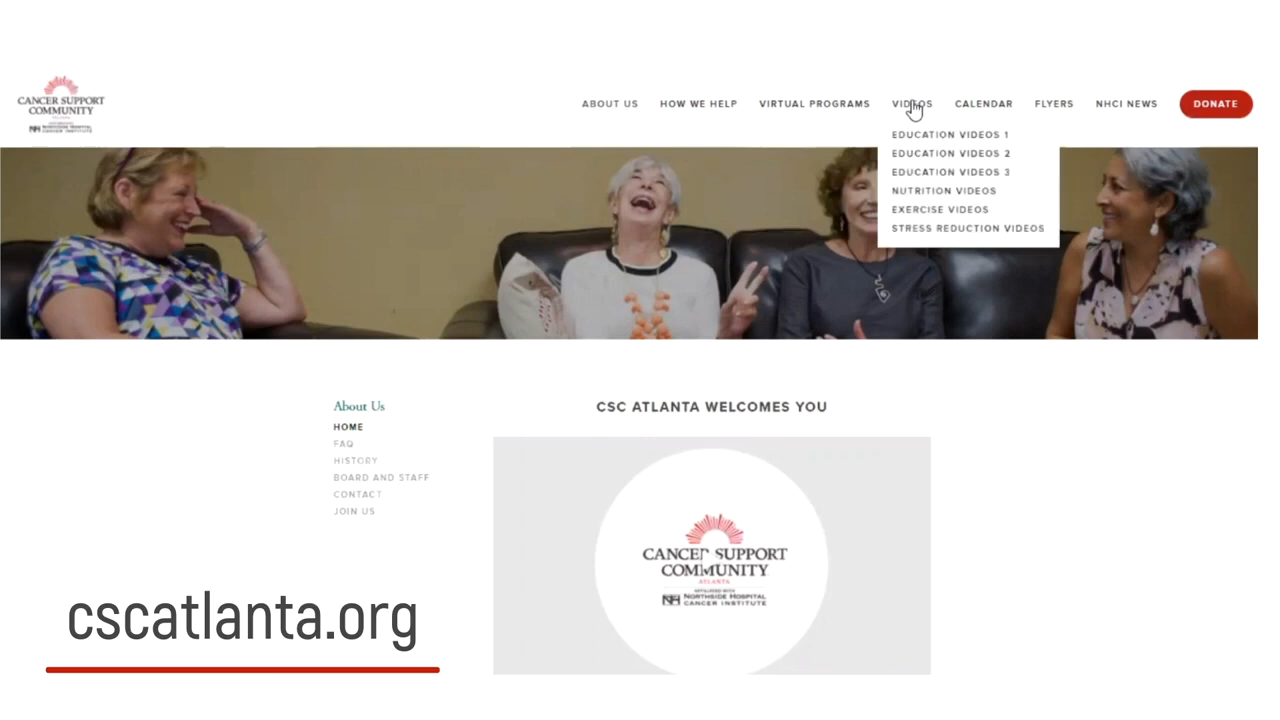 CANCER SUPPORT
COMMUNITY
ABOUT US HOW WE HELP VIRTUAL PROGRAMS VIDEOS CALENDAR FLYERS NHCI NEWS DONATE
EDUCATION VIDEOS 1
EDUCATION VIDEOS 2
EDUCATION VIDEOS 3
NUTRITION VIDEOS
EXERCISE VIDEOS
STRESS REDUCTION VIDEOS
About Us
HOME
FAQ
HISTORY
BOARD AND STAFF
CONTACT
JOIN US
CSC ATLANTA WELCOMES YOU
CANCER SUPPORT
COMMUNITY
ATLANTA
AFFILIATED WITH
NORTHSIDE HOSPITAL
CANCER INSTITUTE
cscatlanta.org